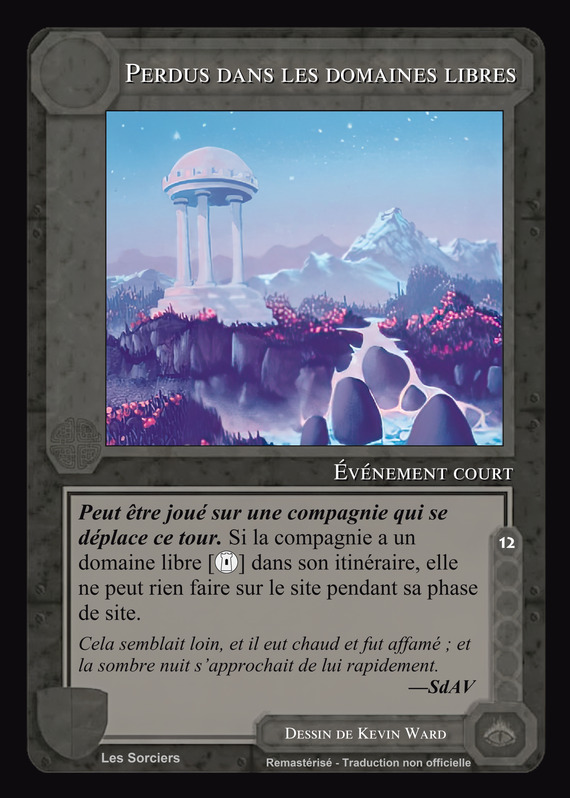 Perdus dans les domaines libres
Événement court
Peut être joué sur une compagnie qui se
déplace ce tour. Si la compagnie a un
domaine libre [] dans son itinéraire, elle
ne peut rien faire sur le site pendant sa phase
de site.
12
Cela semblait loin, et il eut chaud et fut affamé ; et
la sombre nuit s’approchait de lui rapidement.
—SdAV
Dessin de Kevin Ward
Les Sorciers
Remastérisé - Traduction non officielle